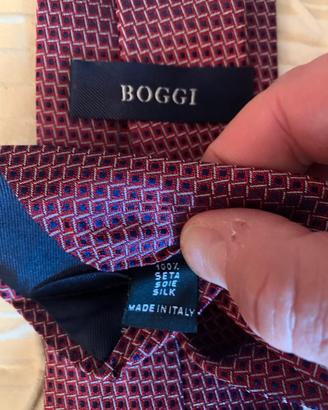 BOGGI
100%
SETA
SOIE
SILK
MADE IN ITALY